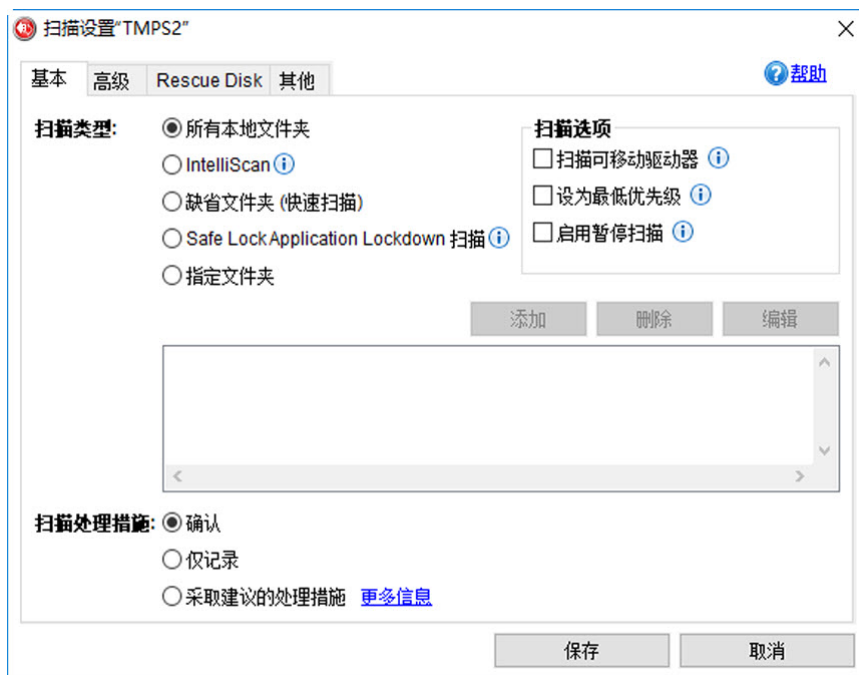 扫描设置“TMPS2”
帮助
基本 高级 Rescue Disk 其他
扫描类型:
所有本地文件夹
IntelliScan
缺省文件夹 (快速扫描)
Safe Lock Application Lockdown 扫描
指定文件夹
扫描选项
扫描可移动驱动器
设为最低优先级
启用暂停扫描
添加 删除 编辑
扫描处理措施:
确认
仅记录
采取建议的处理措施 更多信息
保存 取消